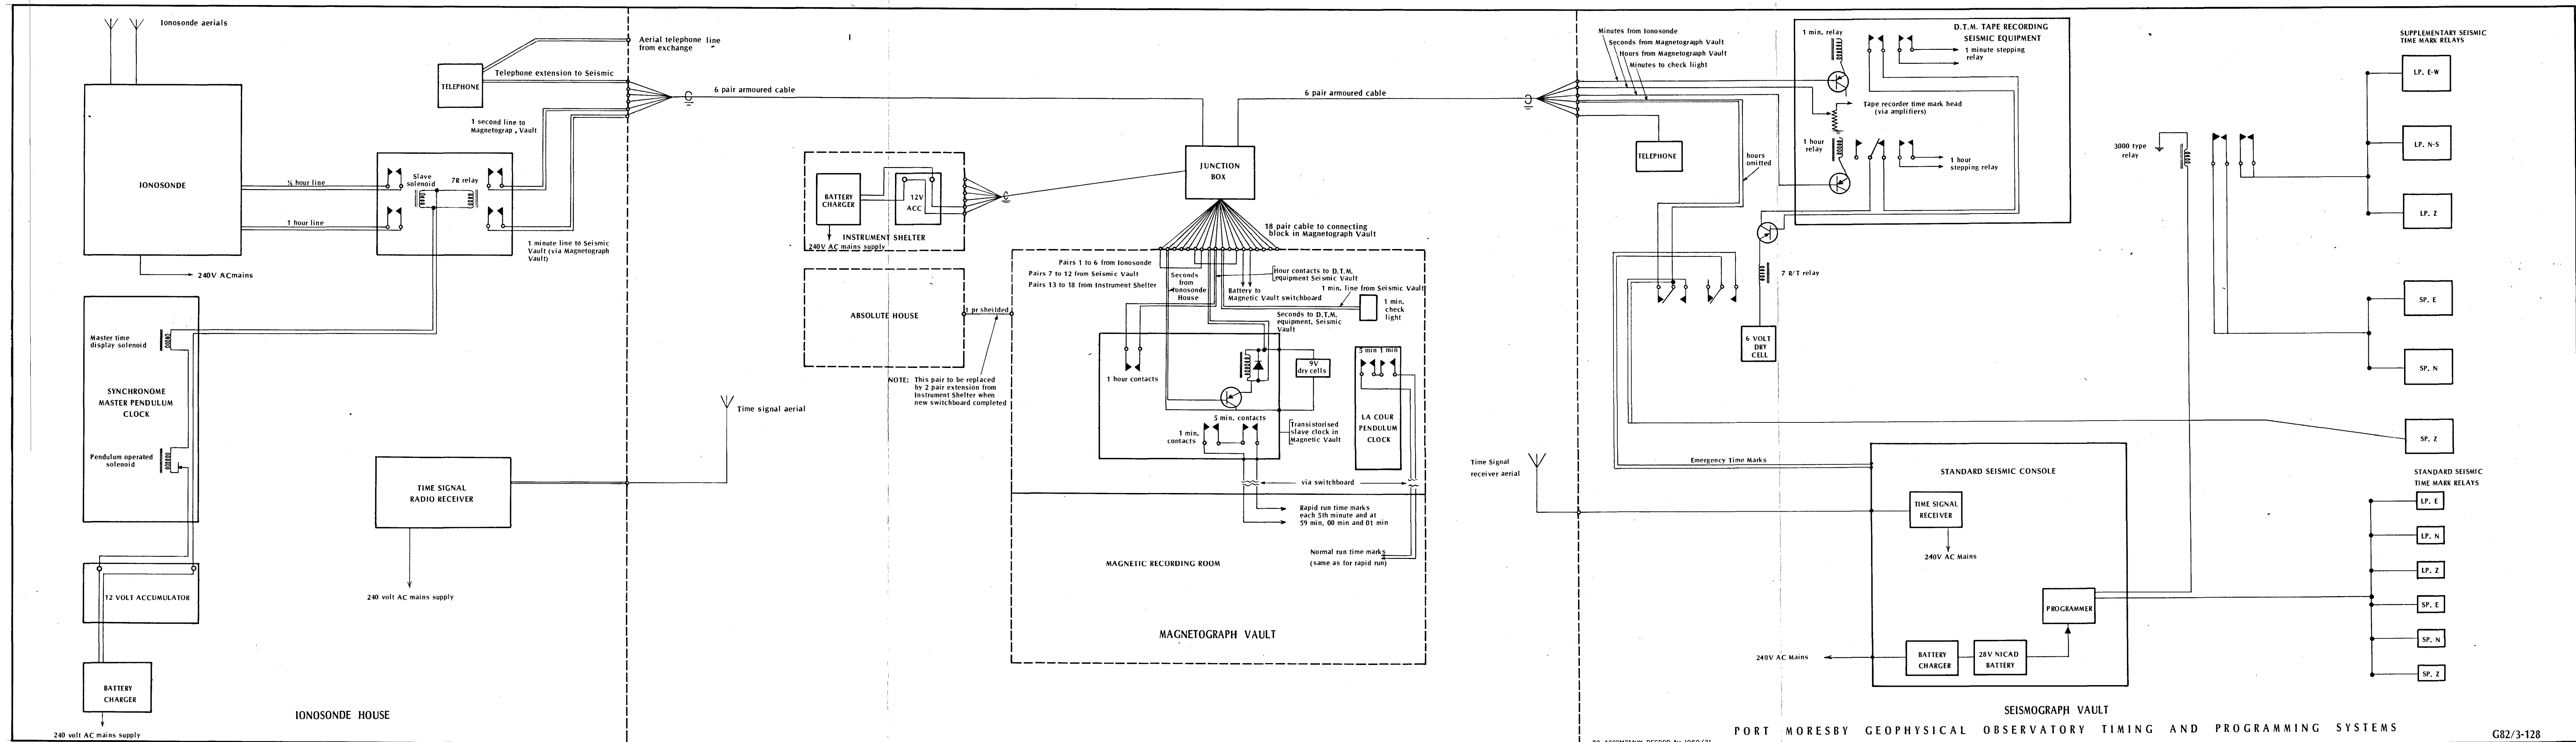 Ionosonde aerials
IONOSONDE
240V ACmains
¼ hour line
1 hour line
TELEPHONE
Aerial telephone line
from exchange
Telephone extension to Seismic
1 second line to
Magnetograp , Vault
Slave
solenoid
7R relay
1 minute line to Seismic
Vault (via Magnetograph
Vault)
Master time
display solenoid
SYNCHRONOME
MASTER PENDULUM
CLOCK
Pendulum operated
solenoid
12 VOLT ACCUMULATOR
BATTERY
CHARGER
240 volt AC mains supply
TIME SIGNAL
RADIO RECEIVER
240 volt AC mains supply
Time signal aerial
IONOSONDE HOUSE
6 pair armoured cable
6 pair armoured cable
JUNCTION
BOX
BATTERY
CHARGER
12V
ACC
INSTRUMENT SHELTER
240V AC mains supply
ABSOLUTE HOUSE
1 pr sheilded
NOTE: This pair to be replaced
by 2 pair extension from
Instrument Shelter when
new switchboard completed
18 pair cable to connecting
block in Magnetograph Vault
Pairs 1 to 6 from Ionosonde
Pairs 7 to 12 from Seismic Vault
Pairs 13 to 18 from Instrument Shelter
Seconds
from
Ionosonde
House
Hour contacts to D.T.M.
equipment Seismic Vault
Battery to
Magnetic Vault switchboard
1 min. line from Seismic Vault
1 min.
check
light
Seconds to D.T.M.
equipment, Seismic
Vault
1 hour contacts
9V
dry cells
5 min. contacts
1 min.
contacts
Transistorised
slave clock in
Magnetic Vault
5 min 1 min
LA COUR
PENDULUM
CLOCK
via switchboard
Rapid run time marks
each 5th minute and at
59 min, 00 min and 01 min
Normal run time marks
(same as for rapid run)
MAGNETIC RECORDING ROOM
MAGNETOGRAPH VAULT
Minutes from Ionosonde
Seconds from Magnetograph Vault
Hours from Magnetograph Vault
Minutes to check liight
TELEPHONE
hours
omitted
D.T.M. TAPE RECORDING
SEISMIC EQUIPMENT
1 min. relay
1 minute stepping
relay
Tape recorder time mark head
(via amplifiers)
1 hour
relay
1 hour
stepping relay
7 R/T relay
6 VOLT
DRY
CELL
3000 type
relay
SUPPLEMENTARY SEISMIC
TIME MARK RELAYS
LP. E-W
LP. N-S
LP. Z
SP. E
SP. N
SP. Z
Emergency Time Marks
Time Signal
receiver aerial
STANDARD SEISMIC CONSOLE
TIME SIGNAL
RECEIVER
240V AC Mains
PROGRAMMER
BATTERY
CHARGER
28V NICAD
BATTERY
240V AC Mains
STANDARD SEISMIC
TIME MARK RELAYS
LP. E
LP. N
LP. Z
SP. E
SP. N
SP. Z
SEISMOGRAPH VAULT
PORT MORESBY GEOPHYSICAL OBSERVATORY TIMING AND PROGRAMMING SYSTEMS
G82/3-128